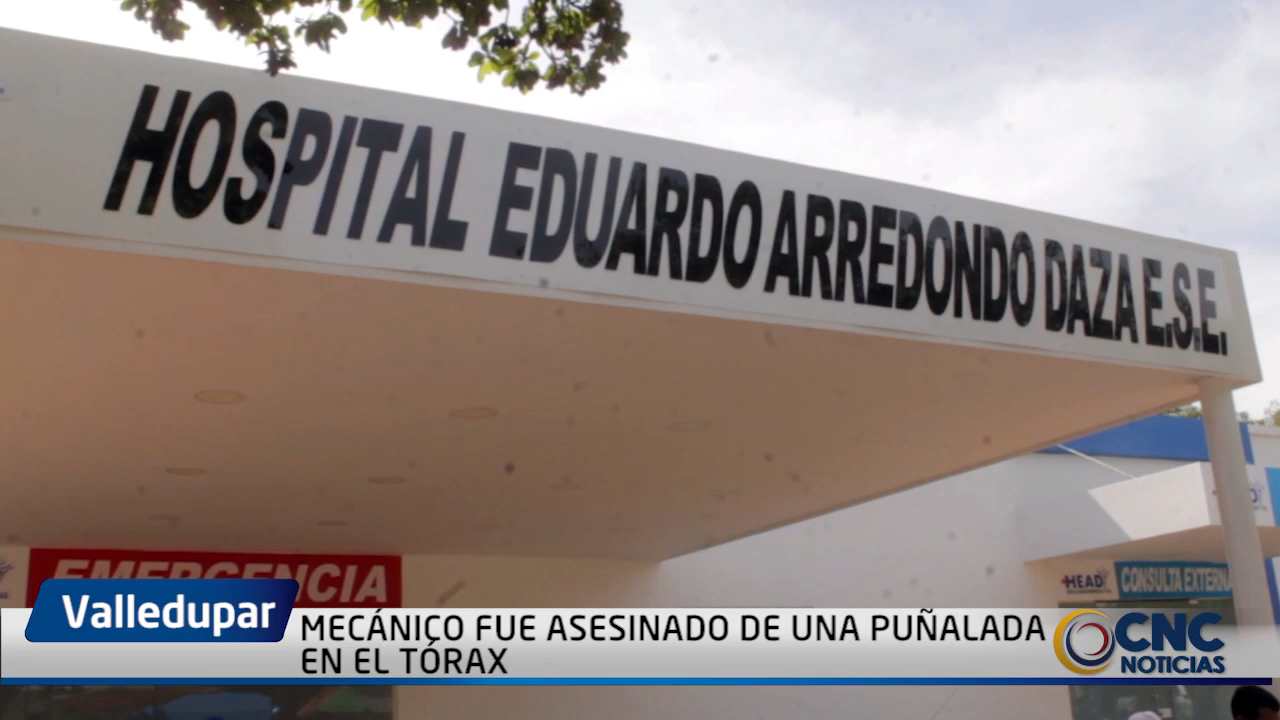 HOSPITAL EDUARDO ARREDONDO DAZA E.S.E.
EMERGENCIA
HEAD
CONSULTA EXTERNA
Valledupar
MECÁNICO FUE ASESINADO DE UNA PUÑALADA
EN EL TÓRAX
CNC
NOTICIAS